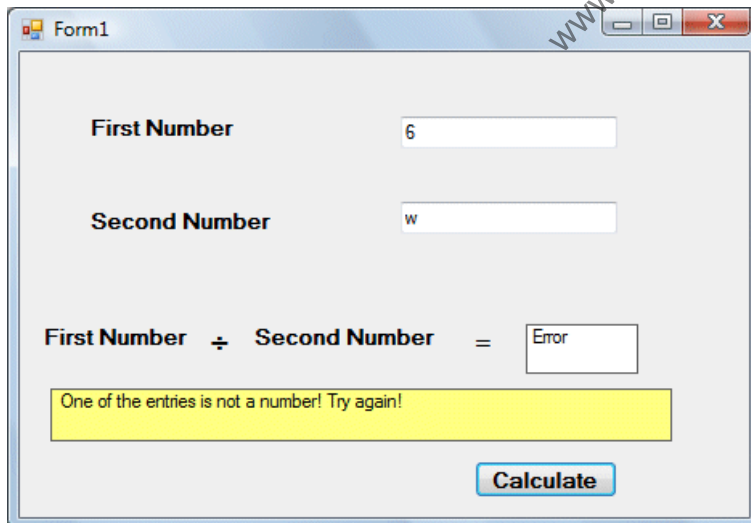 Form1
www.
First Number
6
Second Number
w
First Number ÷ Second Number = Error
One of the entries is not a number! Try again!
Calculate